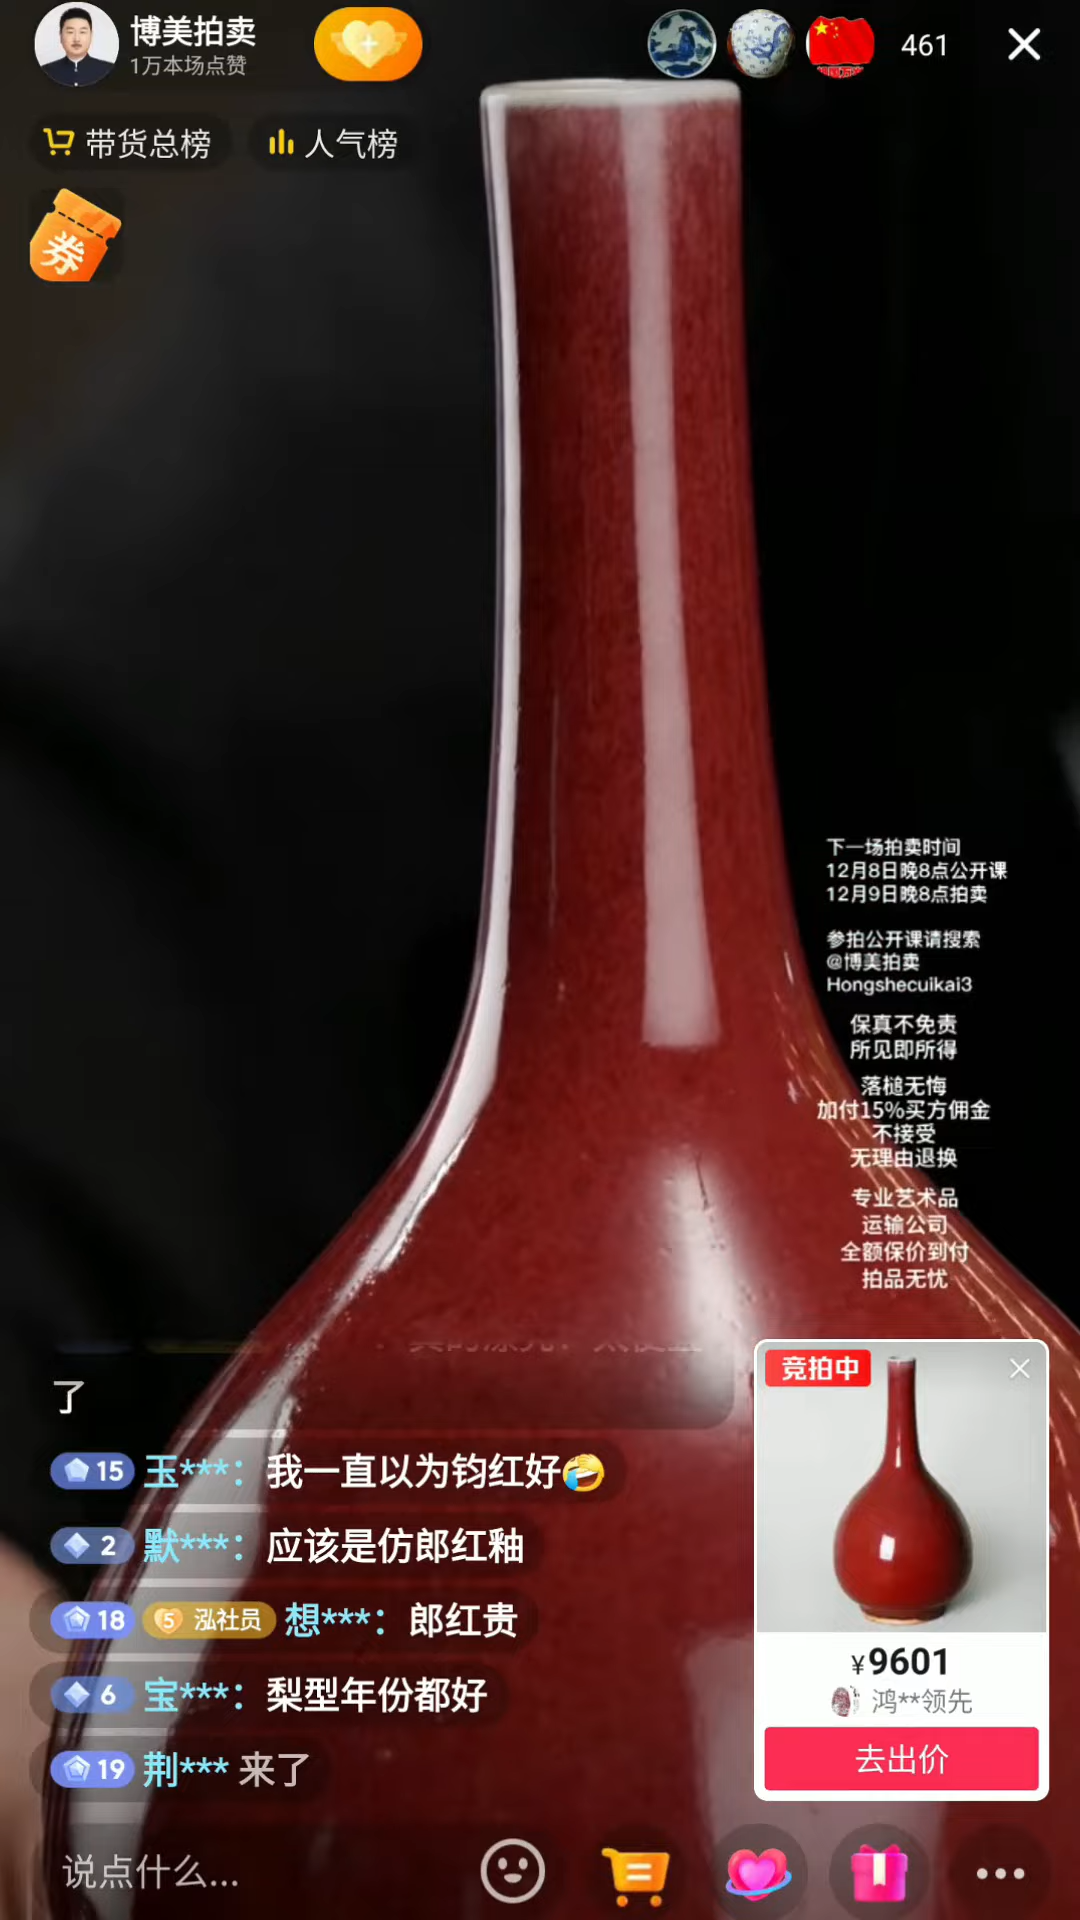 博美拍卖
1万本场点赞
461
带货总榜
人气榜
券
下一场拍卖时间
12月8日晚8点公开课
12月9日晚8点拍卖
参拍公开课请搜索
@博美拍卖
Hongshecuikai3
保真不免责
所见即所得
落槌无悔
加付15%买方佣金
不接受
无理由退换
专业艺术品
运输公司
全额保价到付
拍品无忧
了
15 玉***：我一直以为钧红好
2 默***：应该是仿郎红釉
18 5 泓社员 想***：郎红贵
6 宝***：梨型年份都好
19 荆*** 来了
竞拍中
¥9601
鸿**领先
去出价
说点什么...